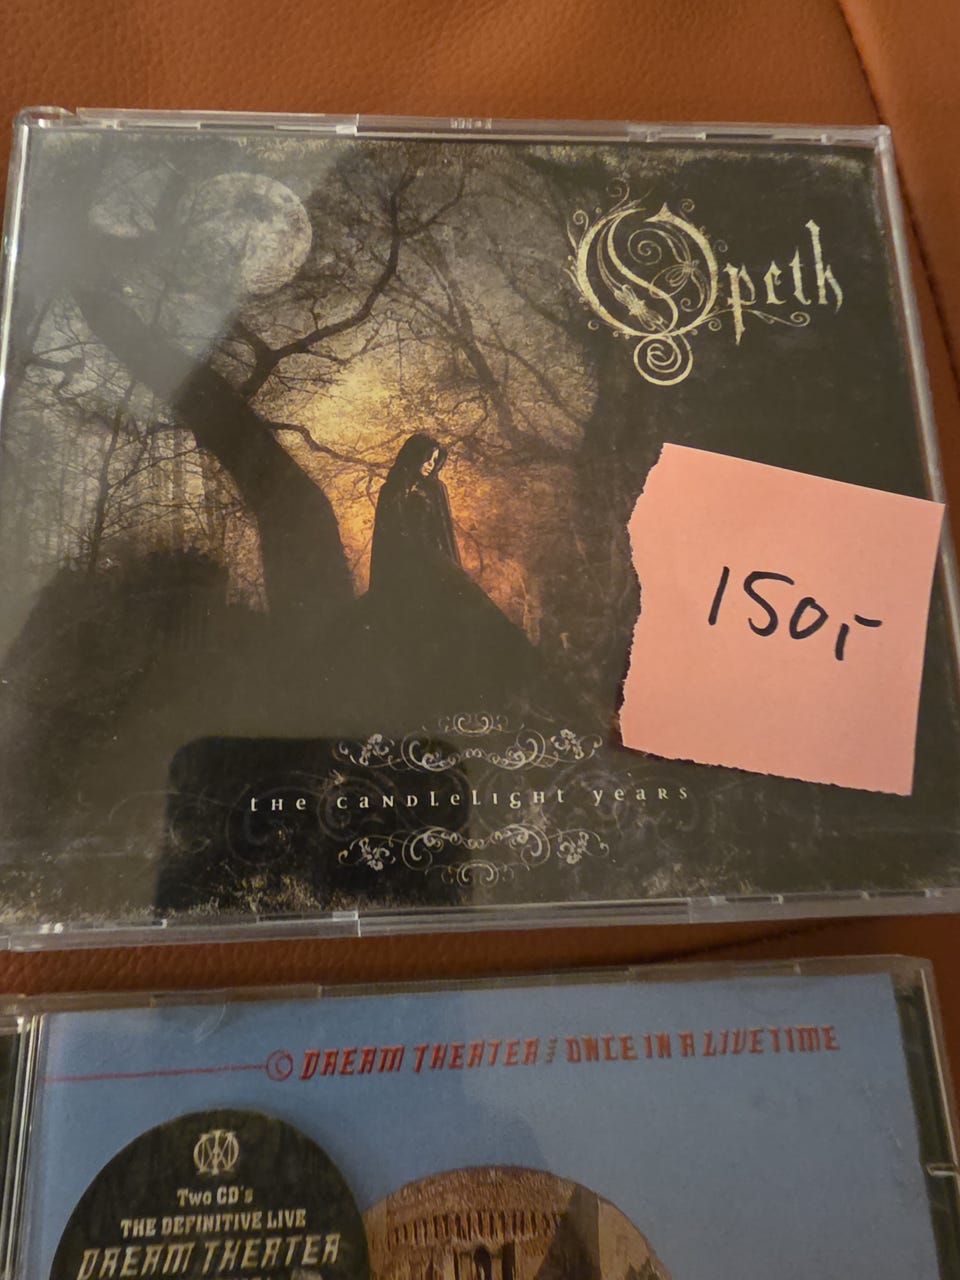 Opeth
150,-
the candlelight years
DREAM THEATER ONCE IN A LIVETIME
Two CD's
THE DEFINITIVE LIVE
DREAM THEATER